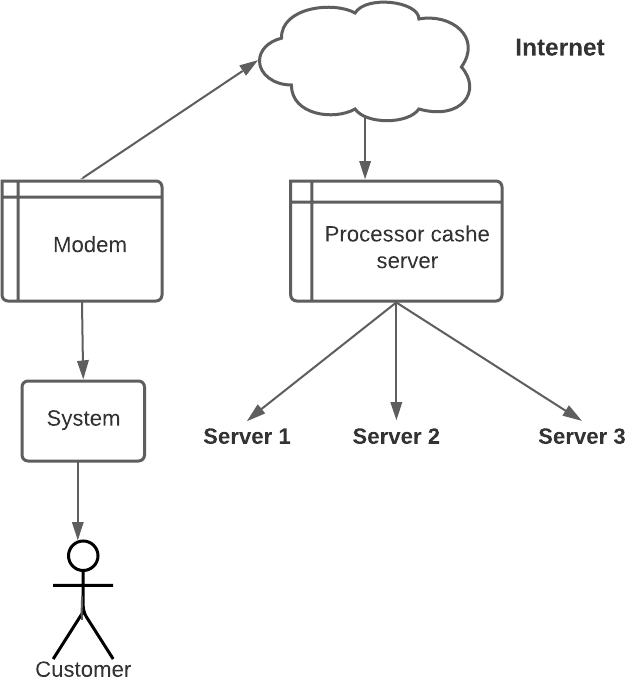 Internet
Modem
Processor cashe
server
System
Server 1
Server 2
Server 3
Customer